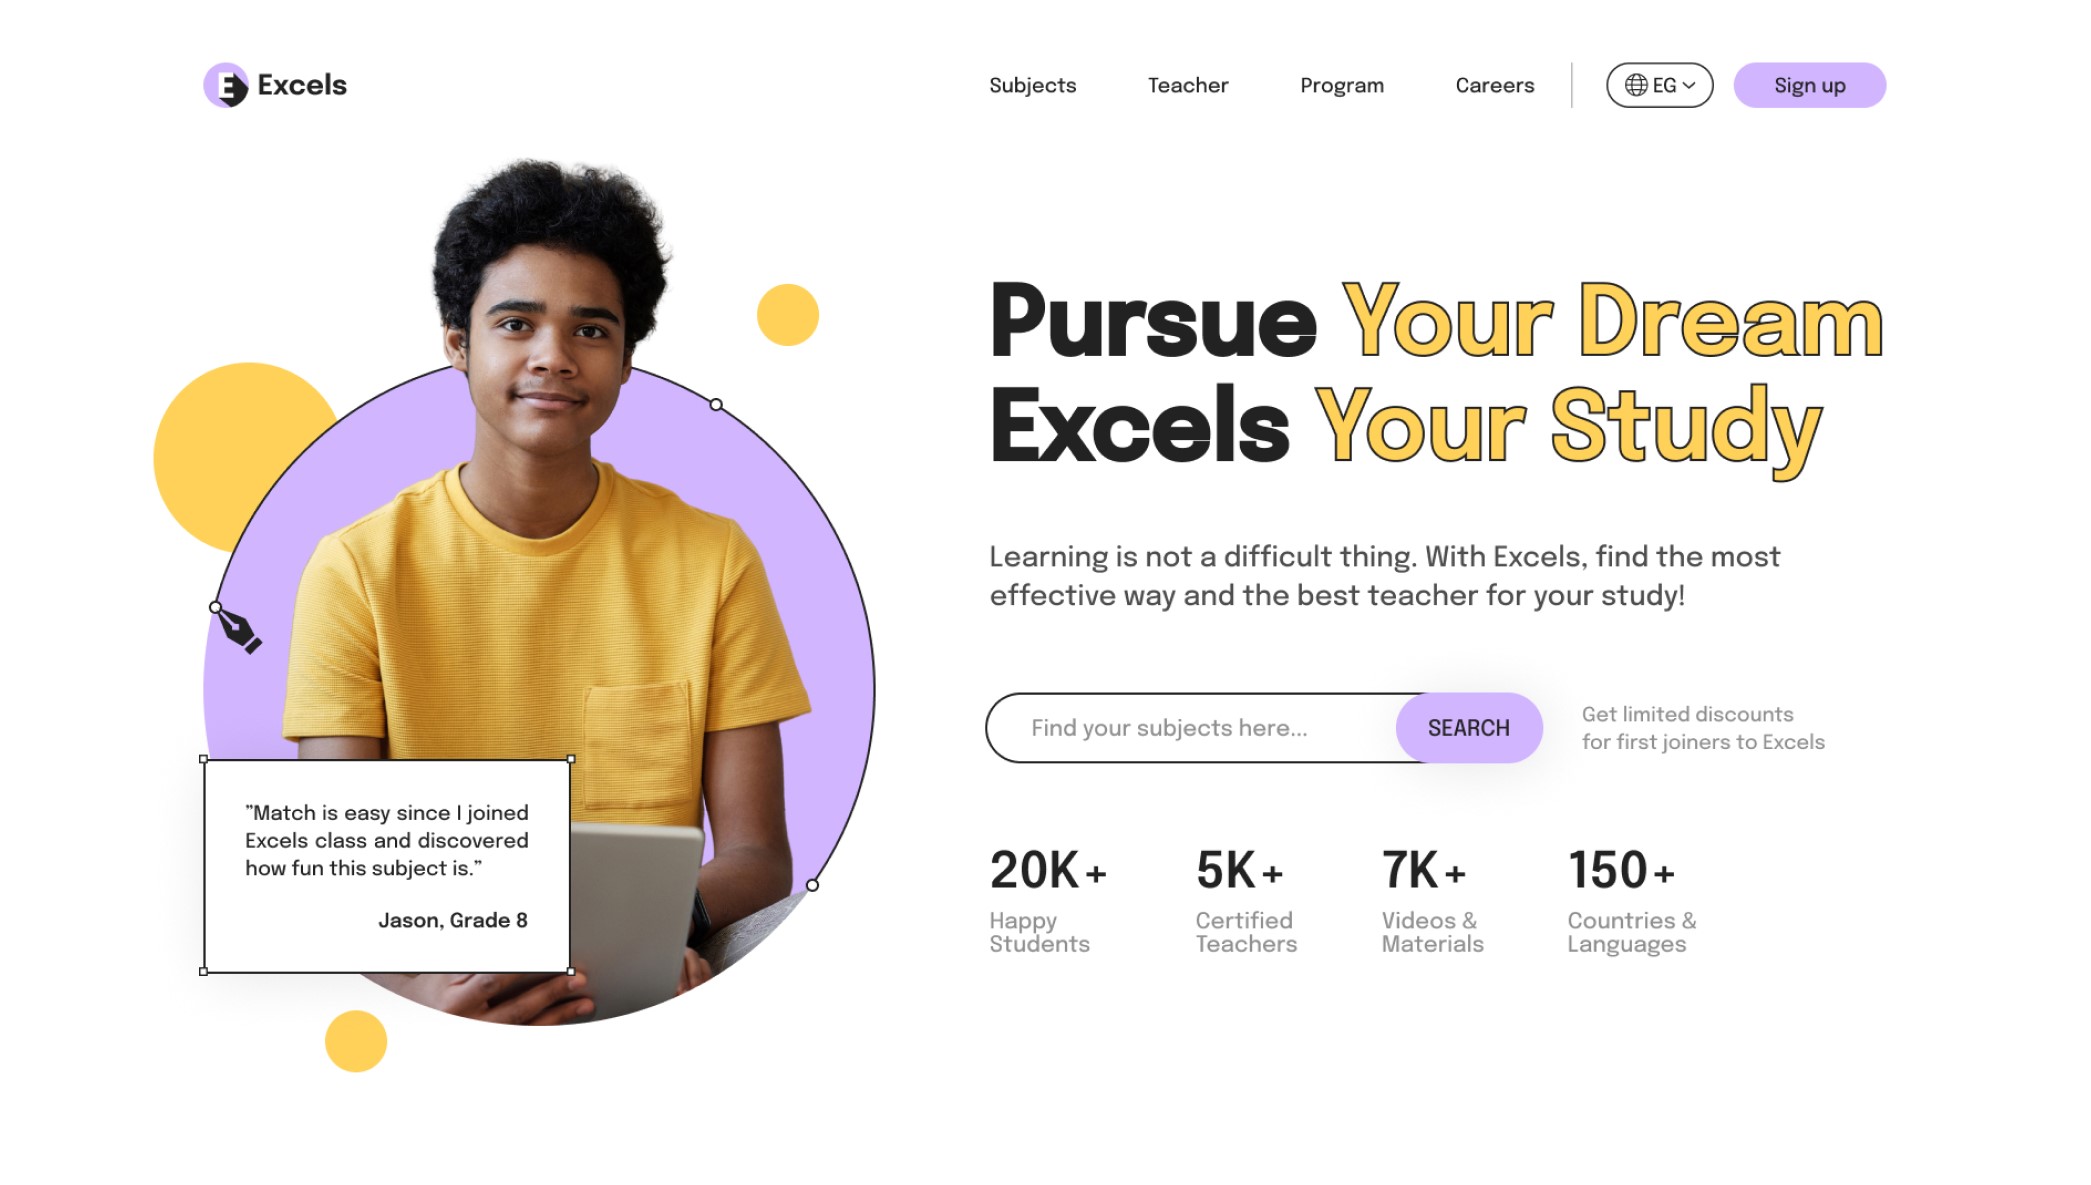 E Excels
Subjects Teacher Program Careers EG Sign up
Pursue Your Dream
Excels Your Study
Learning is not a difficult thing. With Excels, find the most
effective way and the best teacher for your study!
Find your subjects here...
SEARCH
Get limited discounts
for first joiners to Excels
20K+
Happy
Students
5K+
Certified
Teachers
7K+
Videos &
Materials
150+
Countries &
Languages
”Match is easy since I joined
Excels class and discovered
how fun this subject is.”
Jason, Grade 8